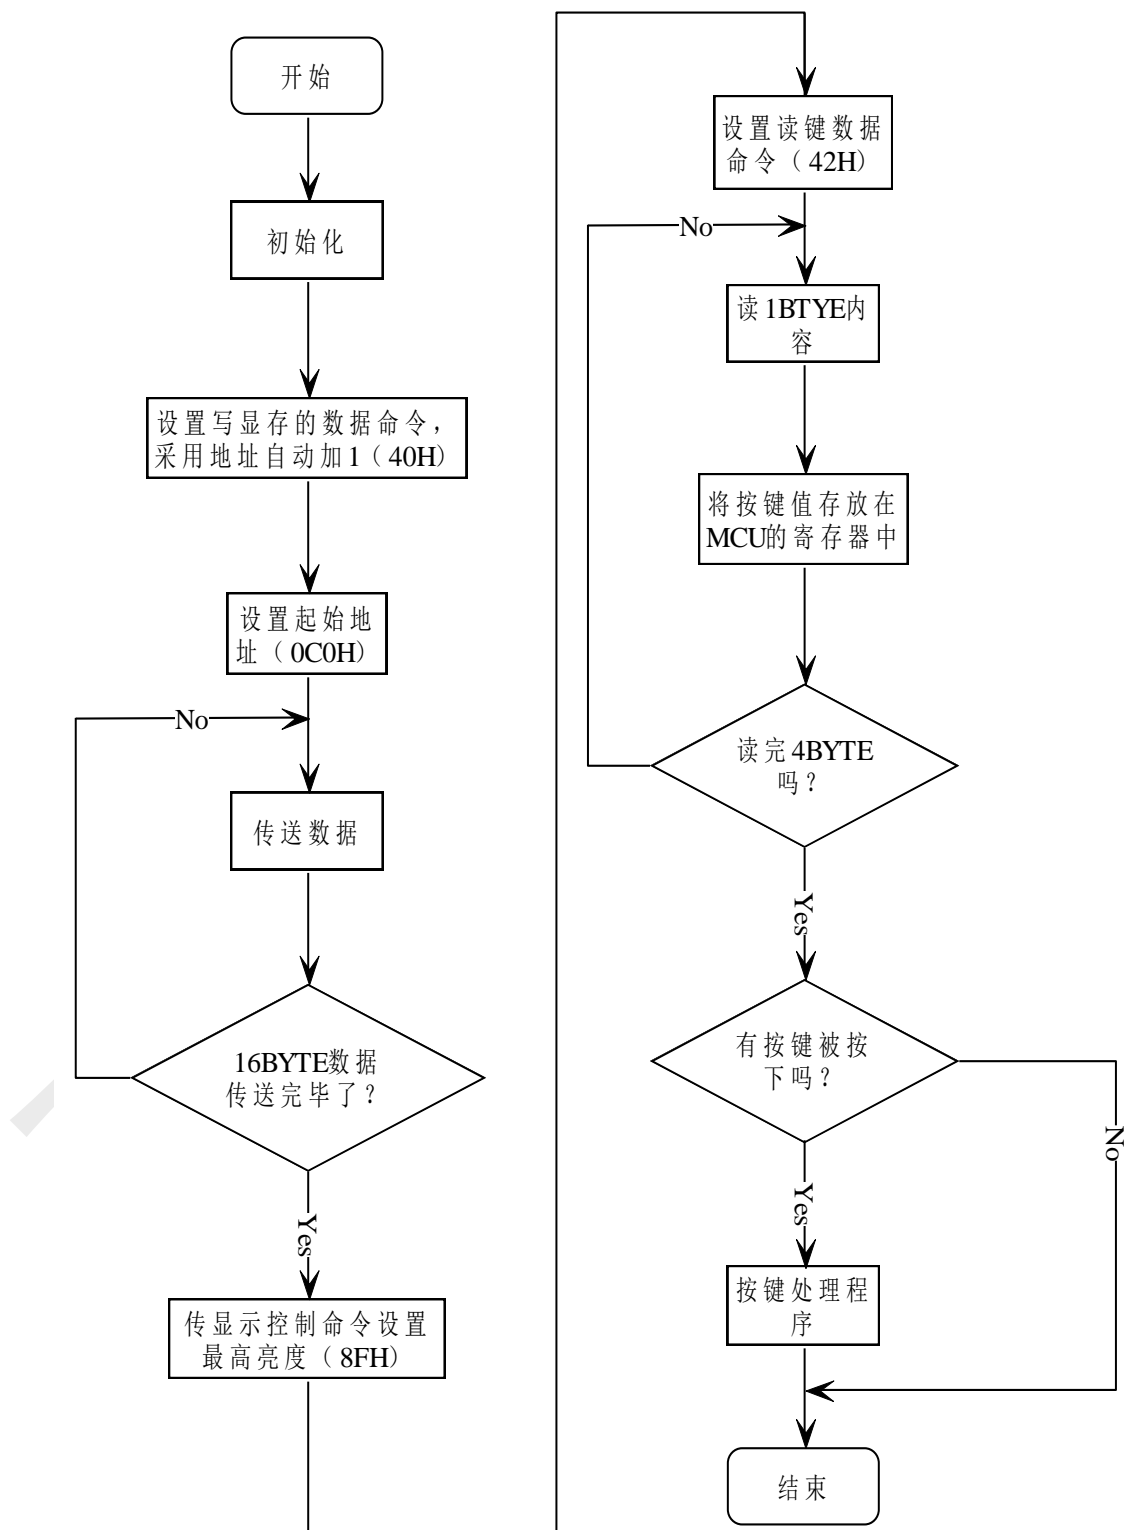 开始
初始化
设置写显存的数据命令，
采用地址自动加1（40H）
设置起始地
址（0C0H）
No
传送数据
16BYTE数据
传送完毕了？
Yes
传显示控制命令设置
最高亮度（8FH）
设置读键数据
命令（42H）
No
读1BTYE内
容
将按键值存放在
MCU的寄存器中
读完4BYTE
吗？
Yes
有按键被按
下吗？
No
Yes
按键处理程
序
结束